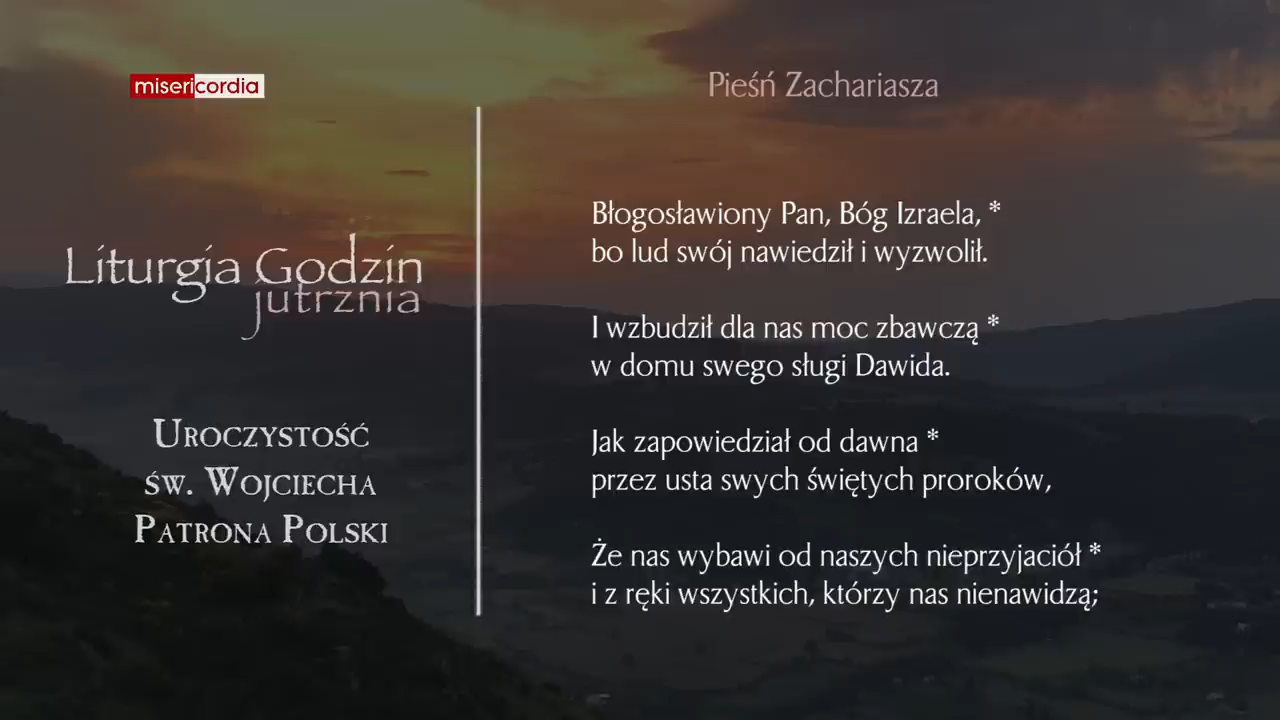 misericordia
Liturgia Godzin
jutrznia
Uroczystość
św. Wojciecha
Patrona Polski
Pieśń Zachariasza
Błogosławiony Pan, Bóg Izraela, *
bo lud swój nawiedził i wyzwolił.
I wzbudził dla nas moc zbawczą *
w domu swego sługi Dawida.
Jak zapowiedział od dawna *
przez usta swych świętych proroków,
Że nas wybawi od naszych nieprzyjaciół *
i z ręki wszystkich, którzy nas nienawidzą;